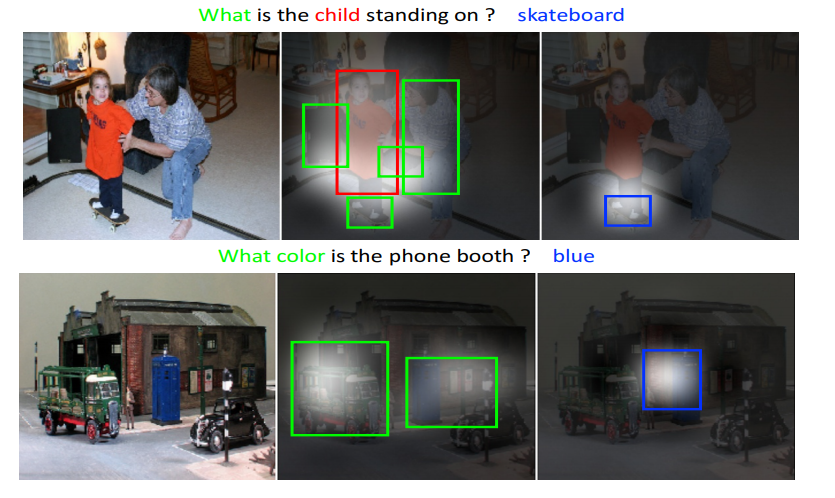 What is the child standing on ? skateboard
What color is the phone booth ? blue